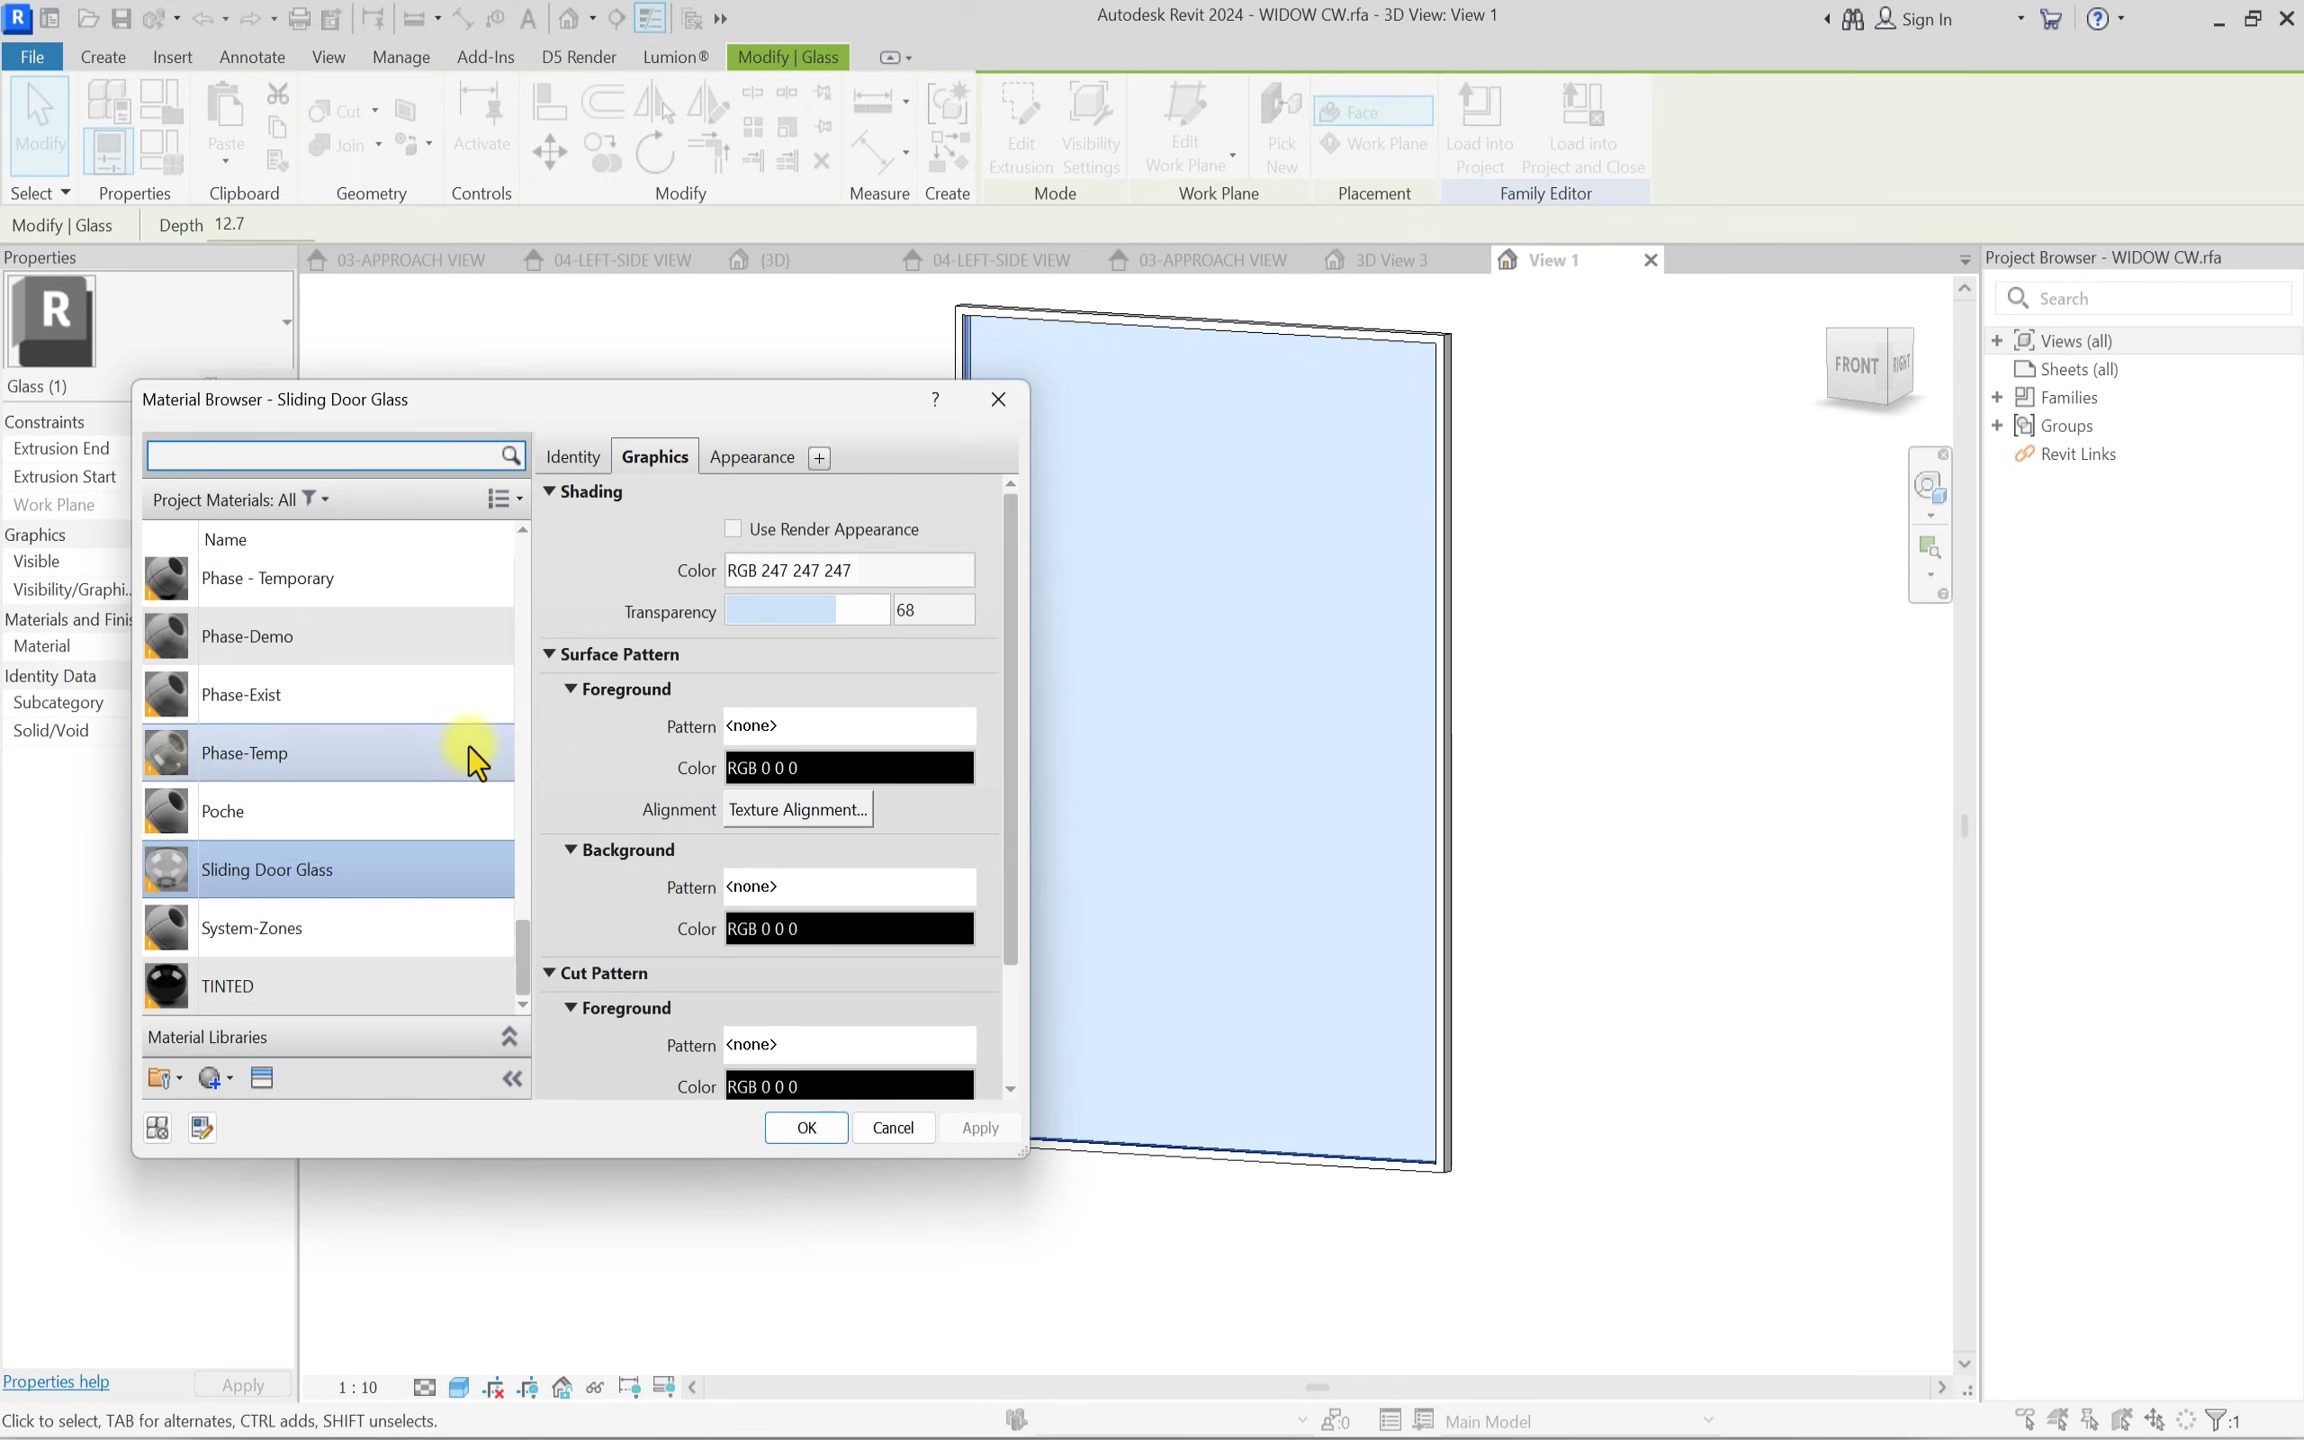 Autodesk Revit 2024 - WIDOW CW.rfa - 3D View: View 1
Sign In
File Create Insert Annotate View Manage Add-Ins D5 Render Lumion® Modify | Glass
Modify
Paste
Cut
Join
Activate
Edit Extrusion
Visibility Settings
Edit Work Plane
Pick New
Face
Work Plane
Load into Project
Load into Project and Close
Select Properties Clipboard Geometry Controls Modify Measure Create Mode Work Plane Placement Family Editor
Modify | Glass Depth 12.7
Properties
03-APPROACH VIEW 04-LEFT-SIDE VIEW {3D} 04-LEFT-SIDE VIEW 03-APPROACH VIEW 3D View 3 View 1
Project Browser - WIDOW CW.rfa
Search
Views (all)
Sheets (all)
Families
Groups
Revit Links
R
Glass (1)
Constraints
Extrusion End
Extrusion Start
Work Plane
Graphics
Visible
Visibility/Graphi...
Materials and Finis
Material
Identity Data
Subcategory
Solid/Void
FRONT RIGHT
Material Browser - Sliding Door Glass
?
Project Materials: All
Name
Phase - Temporary
Phase-Demo
Phase-Exist
Phase-Temp
Poche
Sliding Door Glass
System-Zones
TINTED
Material Libraries
Identity Graphics Appearance
Shading
Use Render Appearance
Color RGB 247 247 247
Transparency 68
Surface Pattern
Foreground
Pattern <none>
Color RGB 0 0 0
Alignment Texture Alignment...
Background
Pattern <none>
Color RGB 0 0 0
Cut Pattern
Foreground
Pattern <none>
Color RGB 0 0 0
OK Cancel Apply
Properties help Apply
1 : 10
Click to select, TAB for alternates, CTRL adds, SHIFT unselects.
:0
Main Model
:1